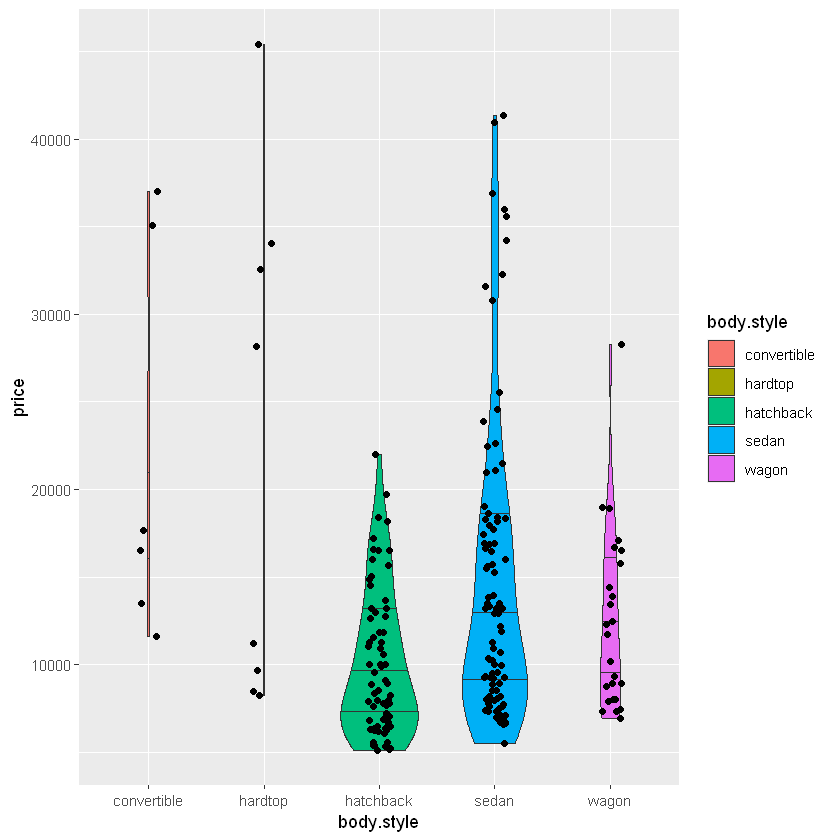 40000
30000
20000
10000
price
convertible
hardtop
hatchback
sedan
wagon
body.style
body.style
convertible
hardtop
hatchback
sedan
wagon